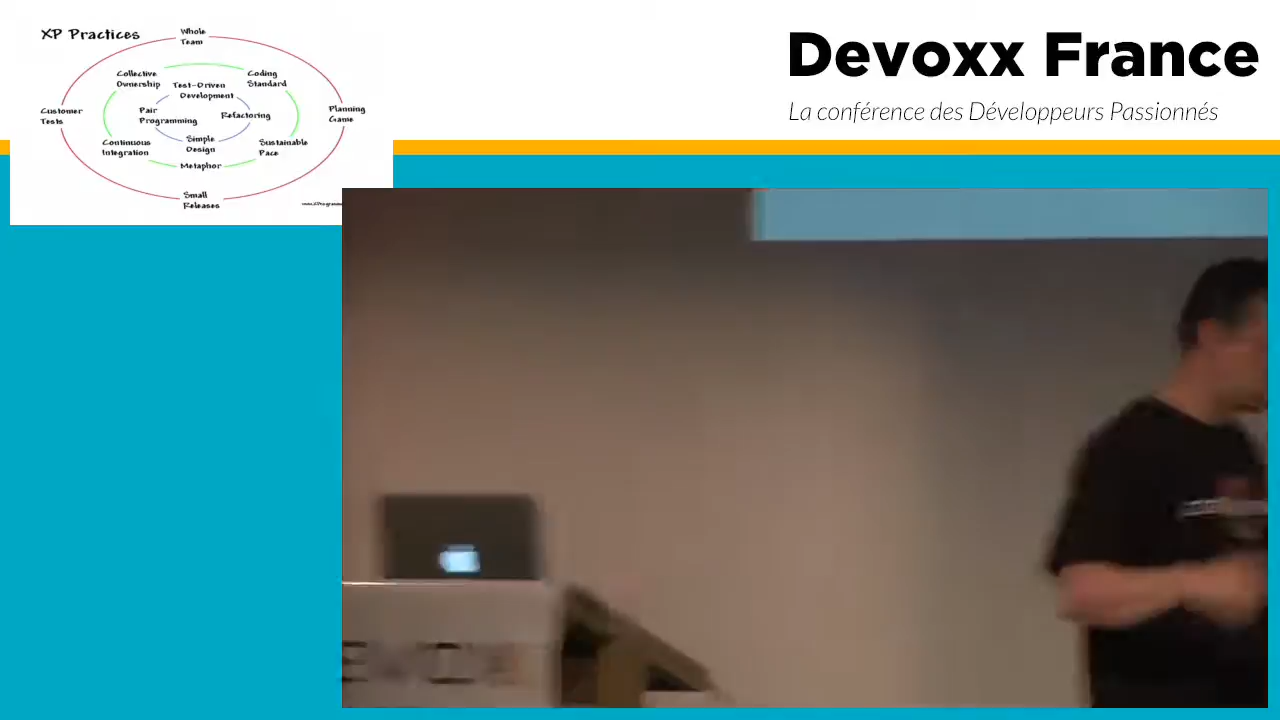 XP Practices
Whole
Team
Collective
Ownership
Test-Driven
Development
Coding
Standard
Customer
Tests
Pair
Programming
Refactoring
Planning
Game
Continuous
Integration
Simple
Design
Sustainable
Pace
Metaphor
Small
Releases
Devoxx France
La conférence des Développeurs Passionnés